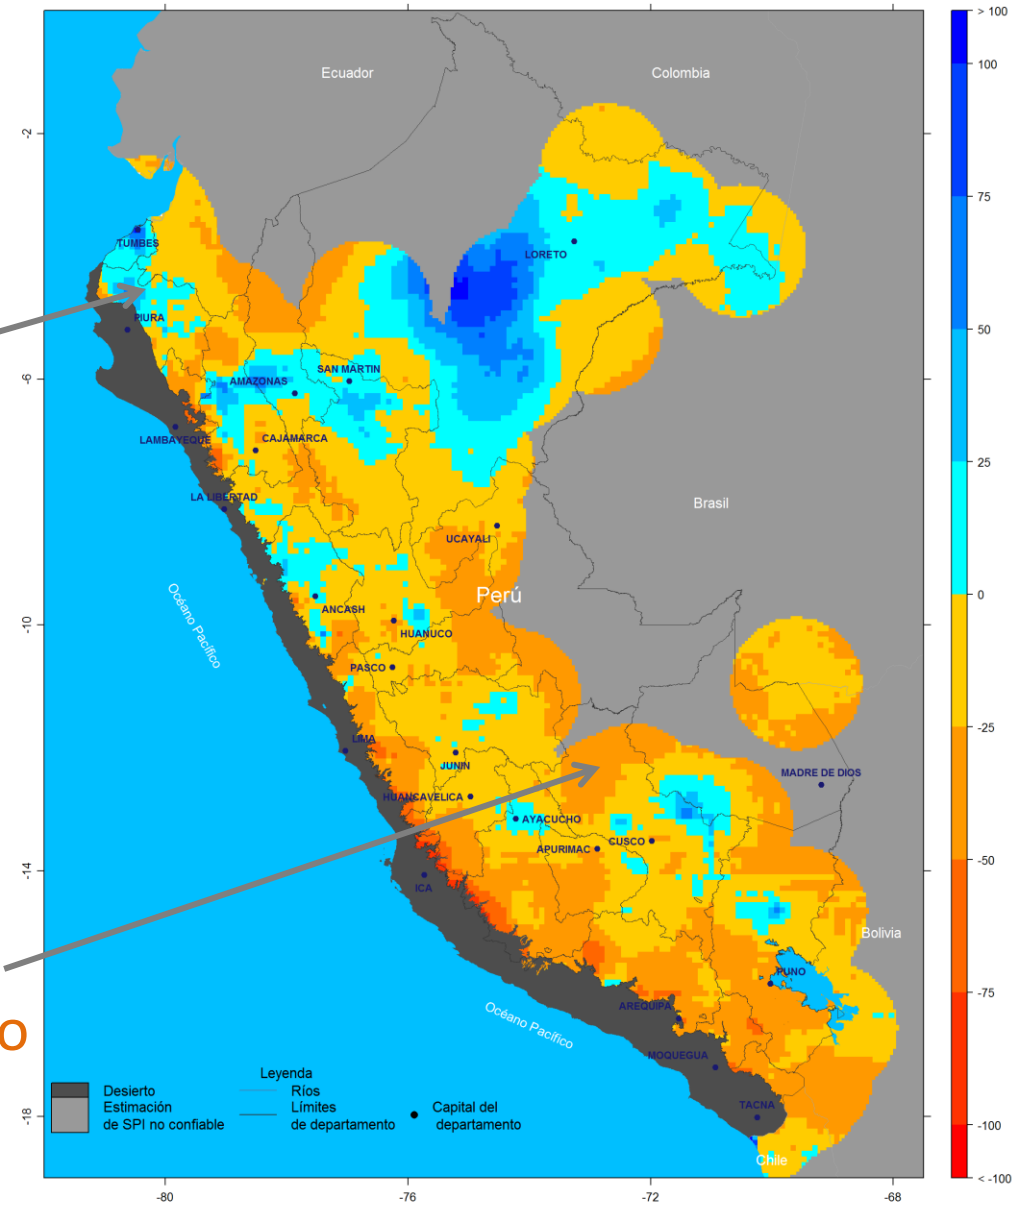 > 100
100
75
50
25
0
-25
-50
-75
-100
< -100
-2
-6
-10
-14
-18
-80
-76
-72
-68
Ecuador
Colombia
TUMBES
LORETO
PIURA
SAN MARTIN
AMAZONAS
LAMBAYEQUE
CAJAMARCA
LA LIBERTAD
Brasil
UCAYALI
Perú
Océano Pacífico
ANCASH
HUANUCO
PASCO
LIMA
JUNIN
MADRE DE DIOS
HUANCAVELICA
AYACUCHO
APURIMAC
CUSCO
ICA
Bolivia
PUNO
AREQUIPA
Océano Pacífico
o
MOQUEGUA
TACNA
Chile
Leyenda
Desierto
Estimación
de SPI no confiable
Ríos
Límites
de departamento
Capital del
departamento